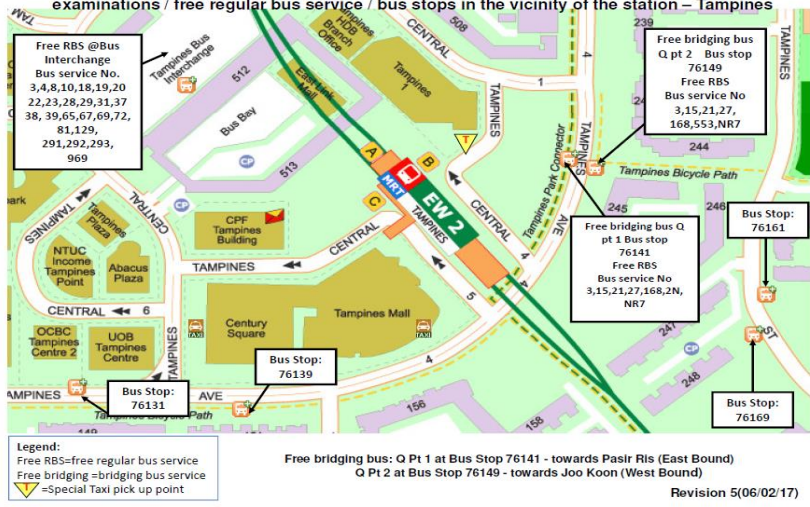 examinations / free regular bus service / bus stops in the vicinity of the station – Tampines
Free RBS @Bus
Interchange
Bus service No.
3,4,8,10,18,19,20
22,23,28,29,31,37
38, 39,65,67,69,72,
81,129,
291,292,293,
969
Tampines Bus
Interchange
HDB
Branch
Office
Tampines
1
East Link
Mall
512
Bus Bay
513
CP
CENTRAL
508
1
4
TAMPINES
T
239
TAMPINES
Free bridging bus
Q pt 2 Bus stop
76149
Free RBS
Bus service No
3,15,21,27,
168,553,NR7
244
Tampines Bicycle Path
Tampines Park Connector
TAMPINES
AVE
4
245
246
Free bridging bus Q
pt 1 Bus stop
76141
Free RBS
Bus service No
3,15,21,27,168,2N,
NR7
Bus Stop:
76161
A
B
C
MRT
EW 2
TAMPINES
CENTRAL
CP
TAMPINES
CENTRAL
Tampines
Plaza
NTUC
Income
Tampines
Point
Abacus
Plaza
CPF
Tampines
Building
TAMPINES
CENTRAL
5
CENTRAL
6
OCBC
Tampines
Centre 2
UOB
Tampines
Centre
TAMPINES
TAXI
Century
Square
Tampines Mall
TAXI
4
247
CP
248
ST
Bus Stop:
76139
Bus Stop:
76131
AMPINES
AVE
Tampines Bicycle Path
149
156
158
Bus Stop:
76169
Legend:
Free RBS=free regular bus service
Free bridging =bridging bus service
T =Special Taxi pick up point
Free bridging bus: Q Pt 1 at Bus Stop 76141 - towards Pasir Ris (East Bound)
Q Pt 2 at Bus Stop 76149 - towards Joo Koon (West Bound)
Revision 5(06/02/17)